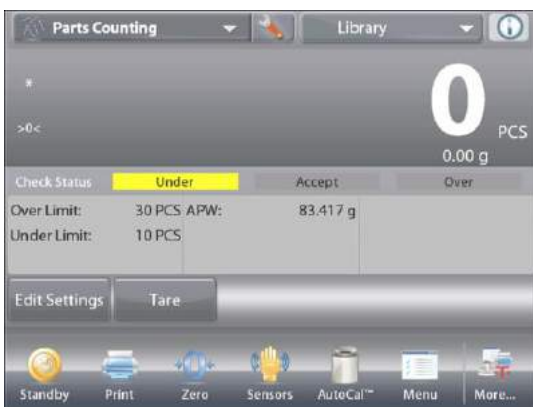 Parts Counting Library
*
>0<
0 PCS
0.00 g
Check Status Under Accept Over
Over Limit: 30 PCS APW: 83.417 g
Under Limit: 10 PCS
Edit Settings Tare
Standby Print Zero Sensors AutoCal™ Menu More...